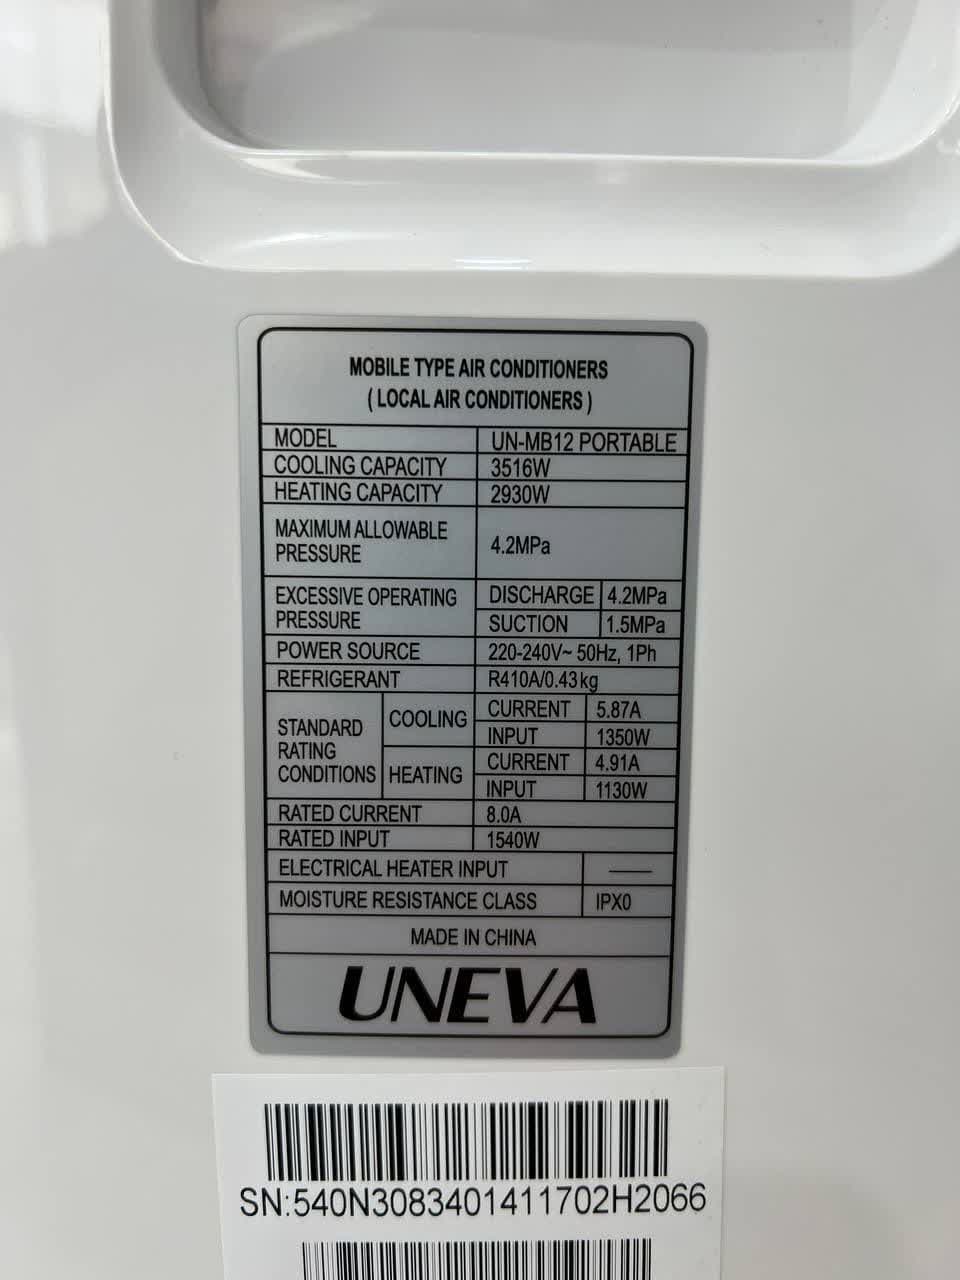 MOBILE TYPE AIR CONDITIONERS
( LOCAL AIR CONDITIONERS )
MODEL UN-MB12 PORTABLE
COOLING CAPACITY 3516W
HEATING CAPACITY 2930W
MAXIMUM ALLOWABLE
PRESSURE
4.2MPa
EXCESSIVE OPERATING
PRESSURE
DISCHARGE 4.2MPa
SUCTION 1.5MPa
POWER SOURCE 220-240V~ 50Hz, 1Ph
REFRIGERANT R410A/0.43kg
STANDARD
RATING
CONDITIONS
COOLING
CURRENT 5.87A
INPUT 1350W
HEATING
CURRENT 4.91A
INPUT 1130W
RATED CURRENT 8.0A
RATED INPUT 1540W
ELECTRICAL HEATER INPUT ——
MOISTURE RESISTANCE CLASS IPX0
MADE IN CHINA
UNEVA
SN:540N3083401411702H2066